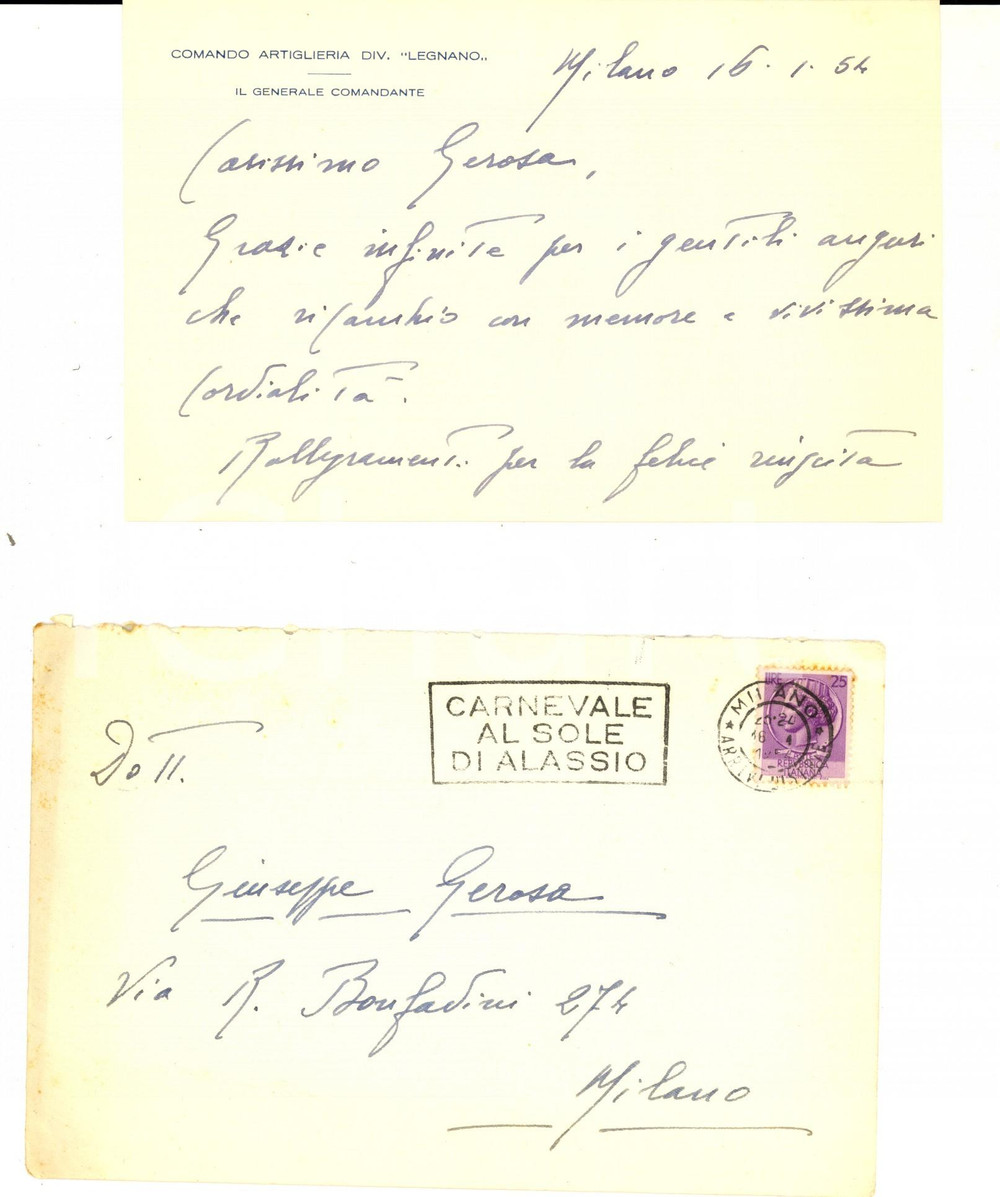 COMANDO ARTIGLIERIA DIV. "LEGNANO,,
IL GENERALE COMANDANTE
Milano 16. 1. 54
Carissimo Gerosa,
Grazie infinite per i gentili auguri
che ricambio con memore e vivissima
cordialità.
Rallegramenti per la felice riuscita
CARNEVALE
AL SOLE
DI ALASSIO
LIRE 25
MILANO
16 1
REPUBBLICA
ITALIANA
Dott.
Giuseppe Gerosa
Via R. Bonfadini 274
Milano